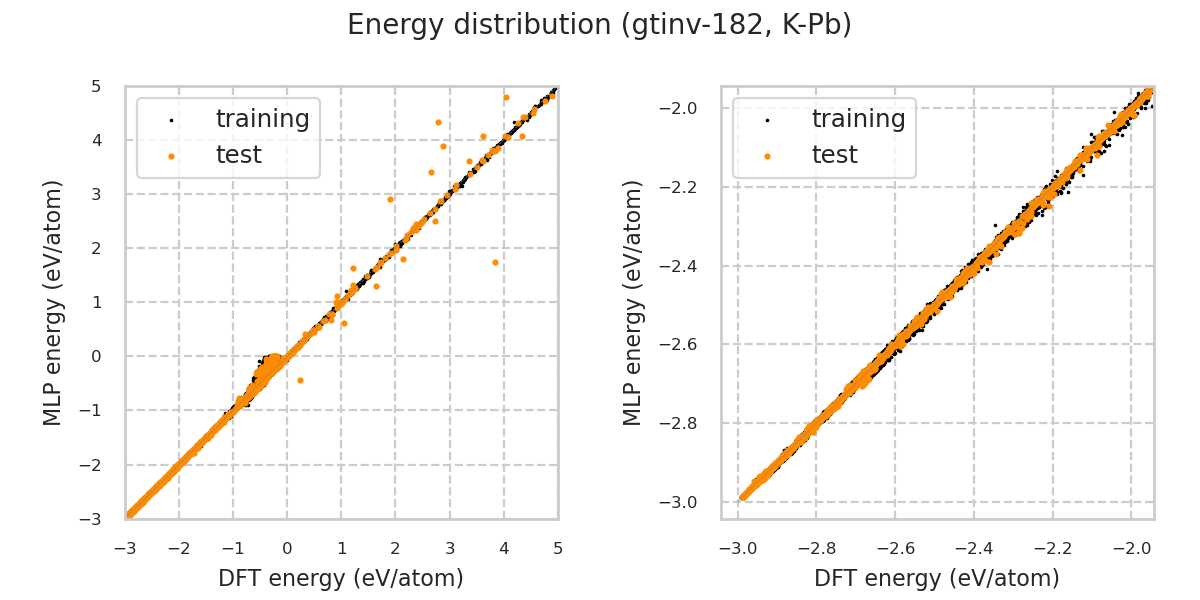 Energy distribution (gtinv-182, K-Pb)
training
test
5
4
3
2
1
0
−1
−2
−3
−3 −2 −1 0 1 2 3 4 5
MLP energy (eV/atom)
DFT energy (eV/atom)
training
test
−2.0
−2.2
−2.4
−2.6
−2.8
−3.0
−3.0 −2.8 −2.6 −2.4 −2.2 −2.0
MLP energy (eV/atom)
DFT energy (eV/atom)